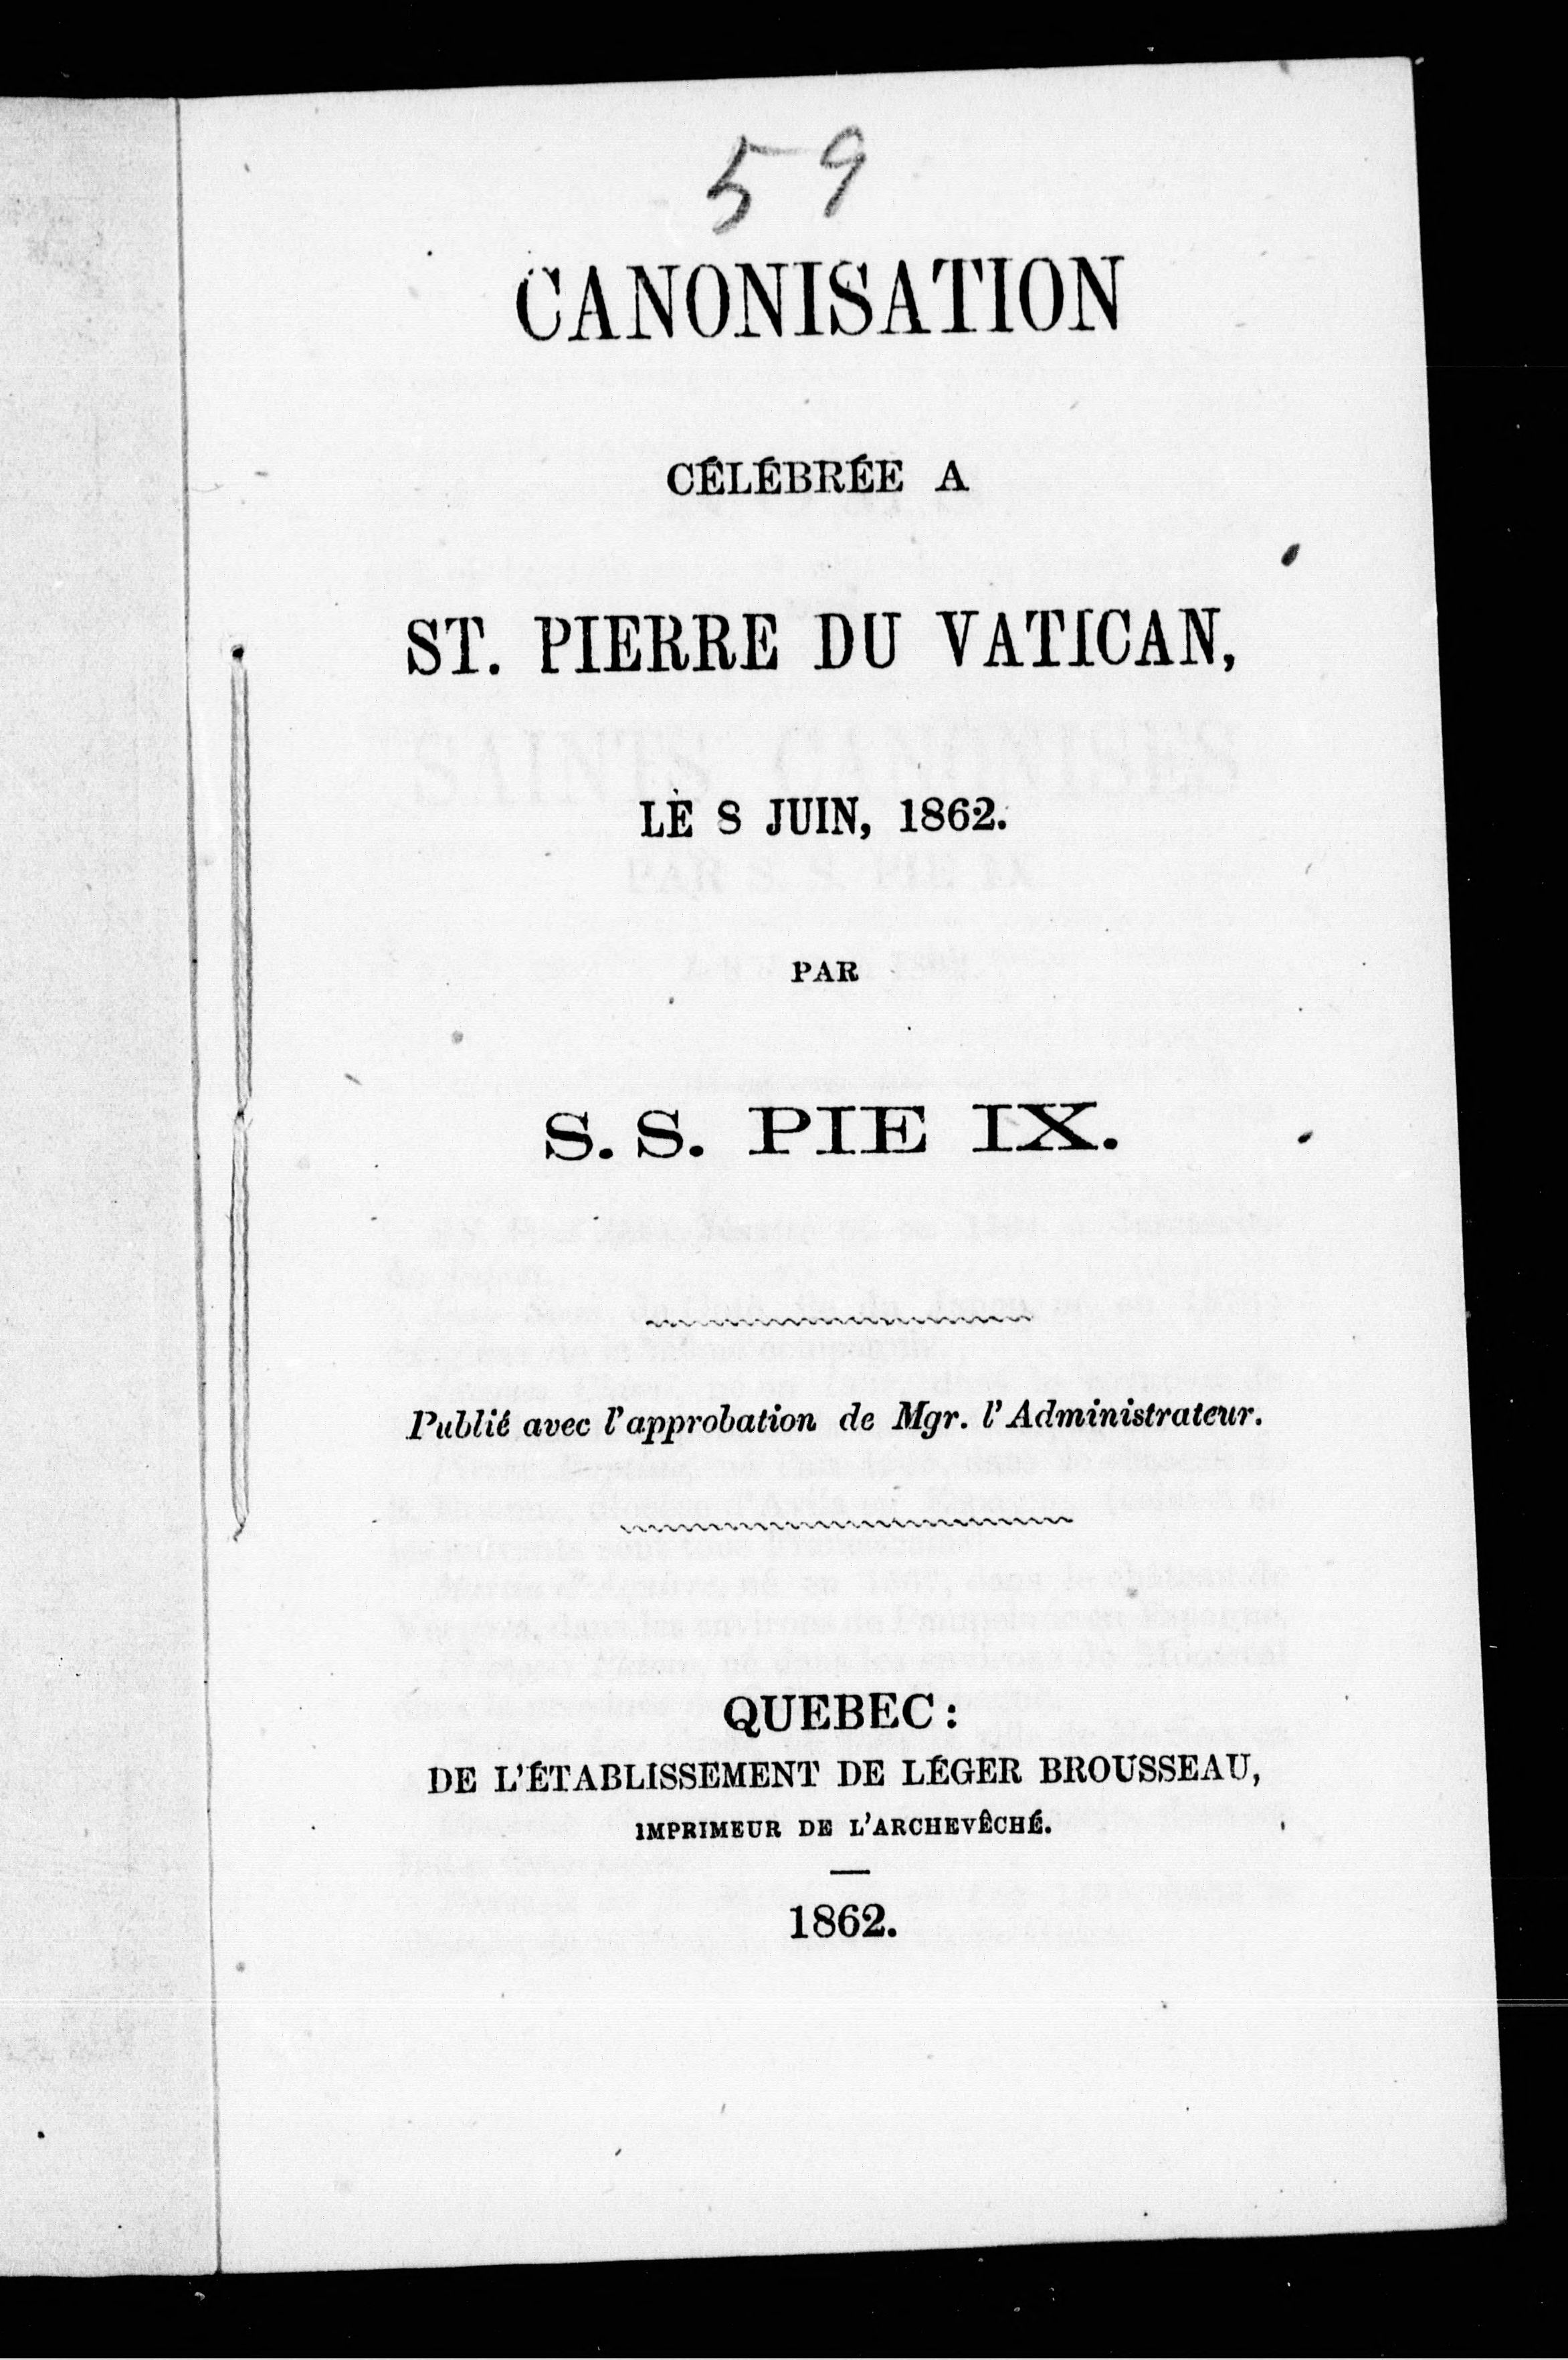 59
CANONISATION
CÉLÉBRÉE A
ST. PIERRE DU VATICAN,
LE 8 JUIN, 1862.
PAR
S. S. PIE IX.
Publié avec l'approbation de Mgr. l'Administrateur.
QUEBEC:
DE L'ÉTABLISSEMENT DE LÉGER BROUSSEAU,
IMPRIMEUR DE L'ARCHEVÊCHÉ.
1862.